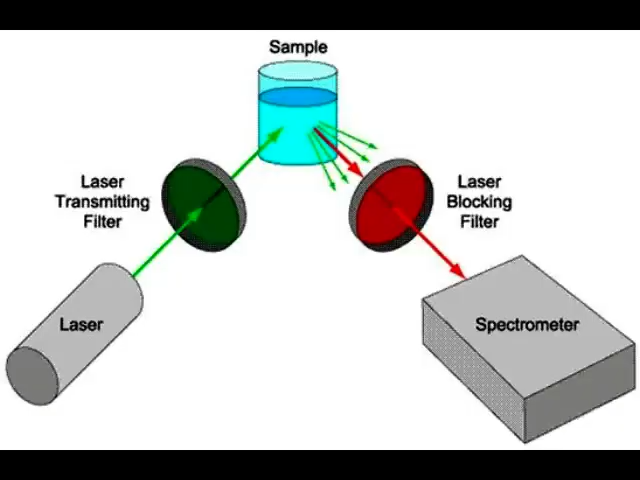 Sample
Laser
Transmitting
Filter
Laser
Blocking
Filter
Laser
Spectrometer